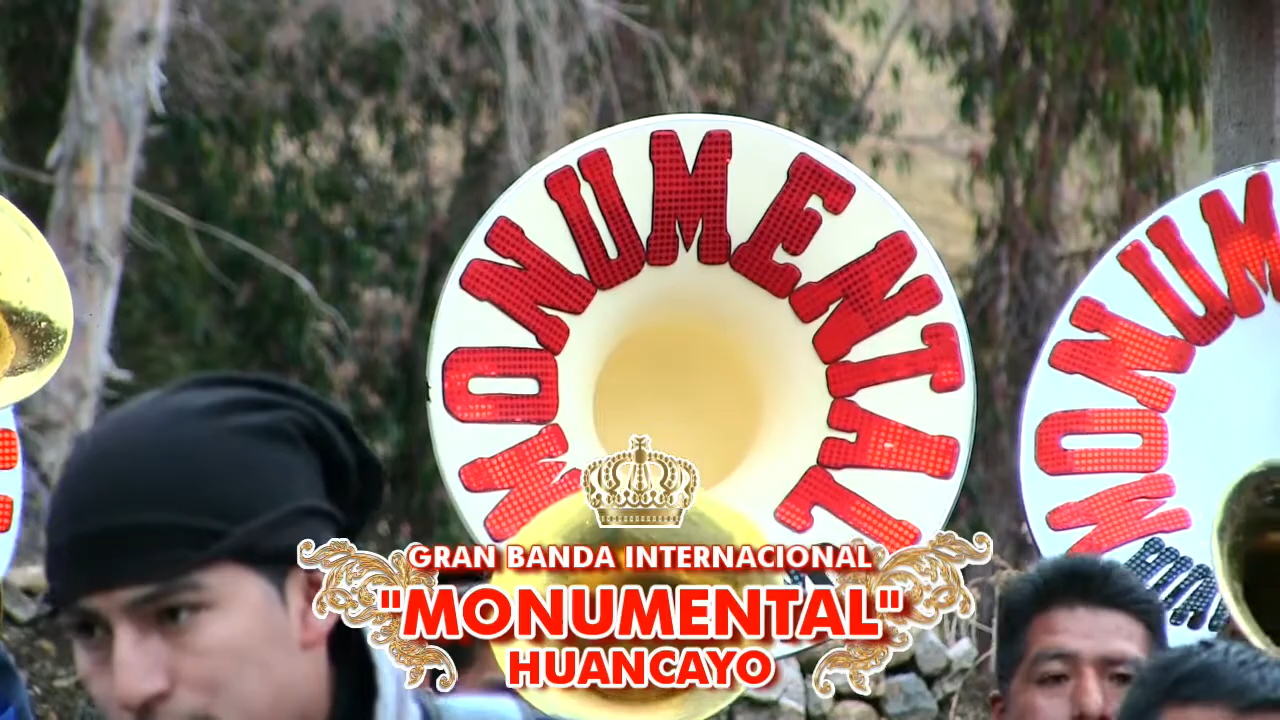 MONUMENTAL
MONUM
GRAN BANDA INTERNACIONAL
"MONUMENTAL"
HUANCAYO